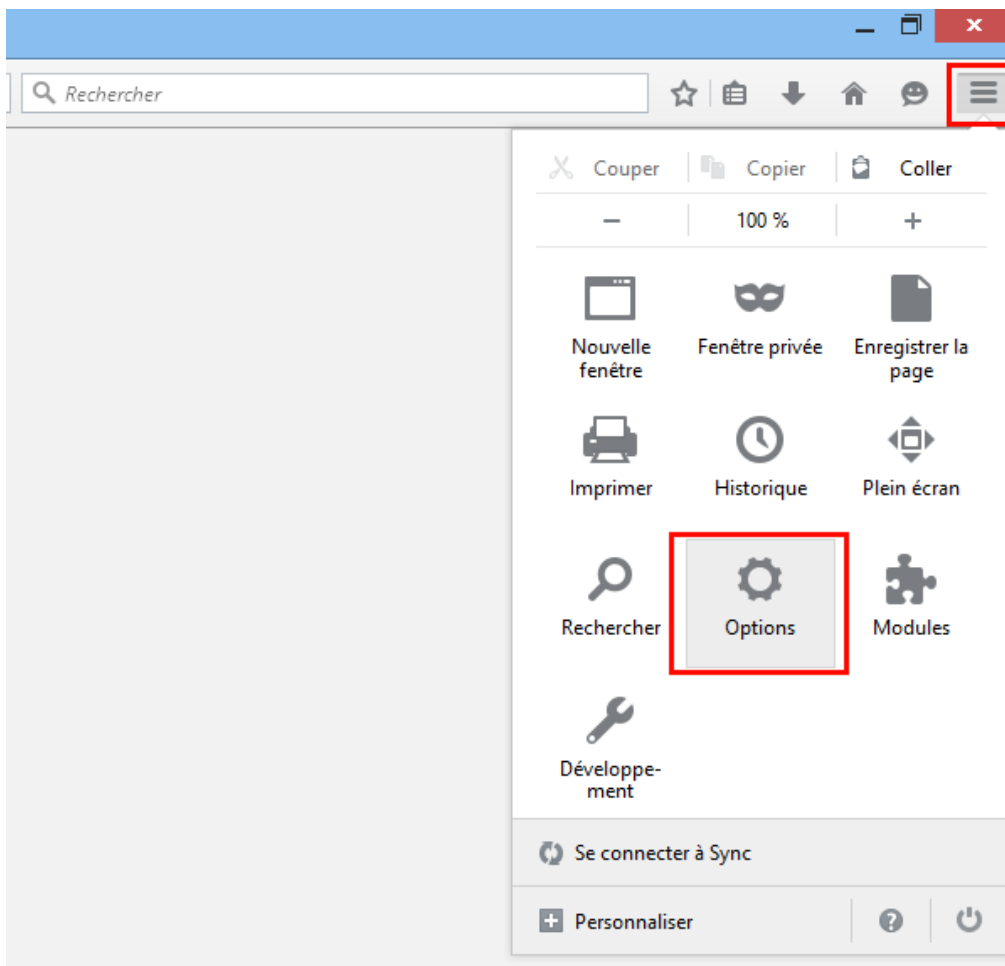 Rechercher
Couper Copier Coller
− 100 % +
Nouvelle fenêtre
Fenêtre privée
Enregistrer la page
Imprimer
Historique
Plein écran
Rechercher
Options
Modules
Développe-
ment
Se connecter à Sync
Personnaliser